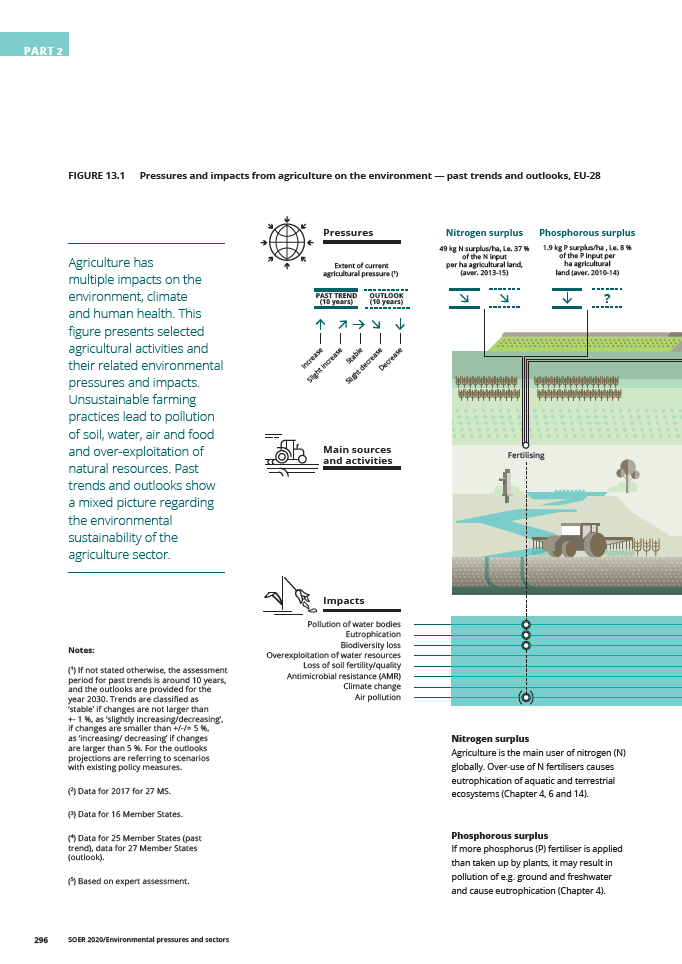 PART 2
FIGURE 13.1 Pressures and impacts from agriculture on the environment — past trends and outlooks, EU-28
Agriculture has
multiple impacts on the
environment, climate
and human health. This
figure presents selected
agricultural activities and
their related environmental
pressures and impacts.
Unsustainable farming
practices lead to pollution
of soil, water, air and food
and over-exploitation of
natural resources. Past
trends and outlooks show
a mixed picture regarding
the environmental
sustainability of the
agriculture sector.
Notes:
(¹) If not stated otherwise, the assessment
period for past trends is around 10 years,
and the outlooks are provided for the
year 2030. Trends are classified as
'stable' if changes are not larger than
+- 1 %, as 'slightly increasing/decreasing',
if changes are smaller than +/-/= 5 %,
as 'increasing/ decreasing' if changes
are larger than 5 %. For the outlooks
projections are referring to scenarios
with existing policy measures.
(²) Data for 2017 for 27 MS.
(³) Data for 16 Member States.
(⁴) Data for 25 Member States (past
trend), data for 27 Member States
(outlook).
(⁵) Based on expert assessment.
Pressures
Extent of current
agricultural pressure (¹)
PAST TREND
(10 years)
OUTLOOK
(10 years)
Increase
Slight increase
Stable
Slight decrease
Decrease
Nitrogen surplus
49 kg N surplus/ha, i.e. 37 %
of the N input
per ha agricultural land,
(aver. 2013-15)
Phosphorous surplus
1.9 kg P surplus/ha , i.e. 8 %
of the P input per
ha agricultural
land (aver. 2010-14)
?
Main sources
and activities
Fertilising
Impacts
Pollution of water bodies
Eutrophication
Biodiversity loss
Overexploitation of water resources
Loss of soil fertility/quality
Antimicrobial resistance (AMR)
Climate change
Air pollution
( )
Nitrogen surplus
Agriculture is the main user of nitrogen (N)
globally. Over-use of N fertilisers causes
eutrophication of aquatic and terrestrial
ecosystems (Chapter 4, 6 and 14).
Phosphorous surplus
If more phosphorus (P) fertiliser is applied
than taken up by plants, it may result in
pollution of e.g. ground and freshwater
and cause eutrophication (Chapter 4).
296 SOER 2020/Environmental pressures and sectors